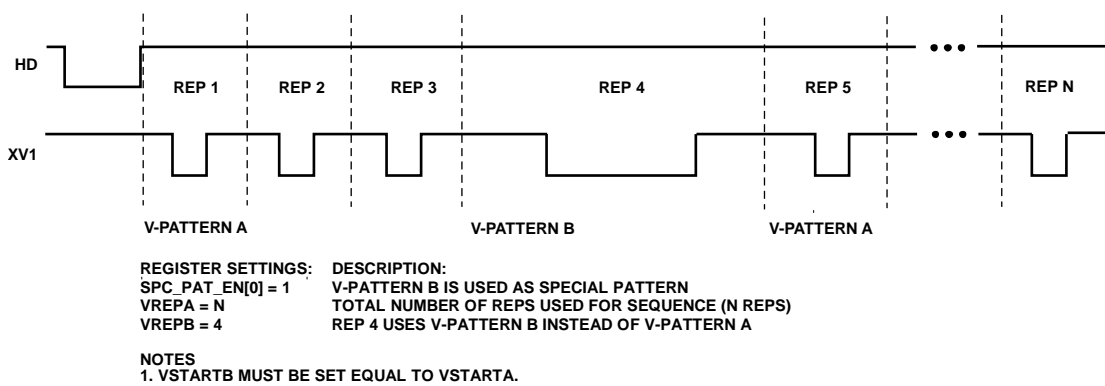 HD
REP 1 REP 2 REP 3 REP 4 REP 5 REP N
XV1
V-PATTERN A V-PATTERN B V-PATTERN A
REGISTER SETTINGS: DESCRIPTION:
SPC_PAT_EN[0] = 1 V-PATTERN B IS USED AS SPECIAL PATTERN
VREPA = N TOTAL NUMBER OF REPS USED FOR SEQUENCE (N REPS)
VREPB = 4 REP 4 USES V-PATTERN B INSTEAD OF V-PATTERN A
NOTES
1. VSTARTB MUST BE SET EQUAL TO VSTARTA.